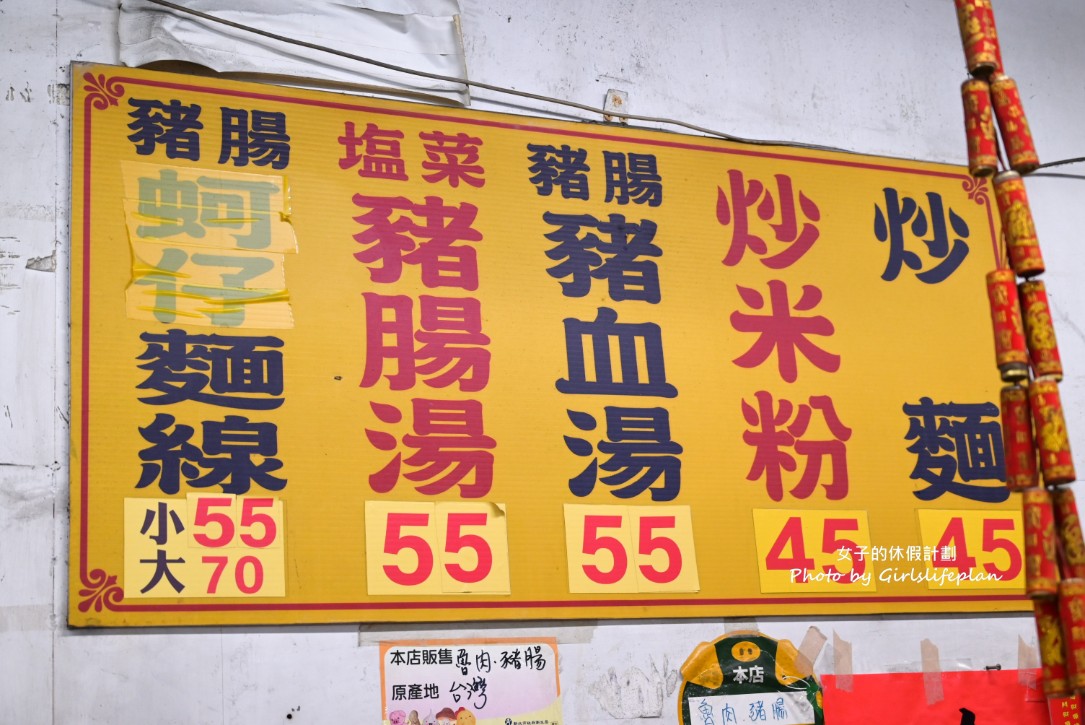 豬腸
蚵仔
麵線
小 55
大 70
塩菜
豬腸湯
55
豬腸
豬血湯
55
炒米粉
45
炒麵
45
女子的休假計劃
Photo by Girlslifeplan
本店販售 魯肉·豬腸
原產地 台灣
本店
魯肉 豬腸